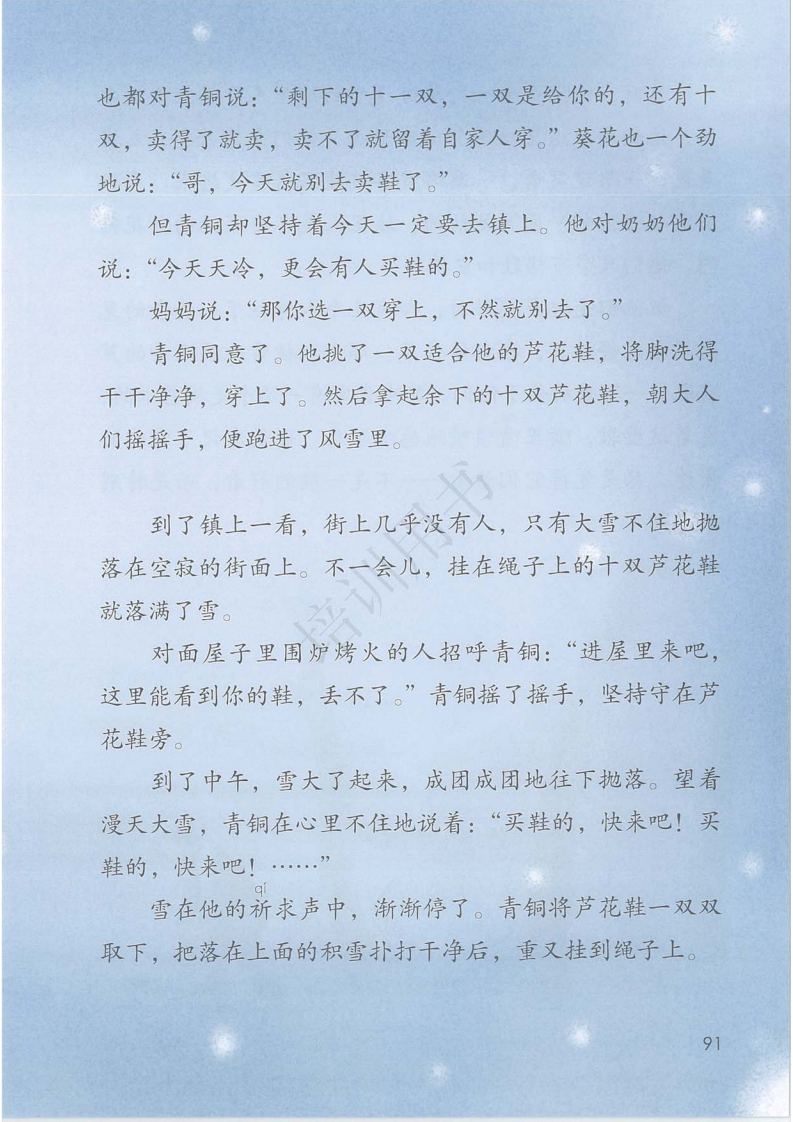 也都对青铜说：“剩下的十一双，一双是给你的，还有十
双，卖得了就卖，卖不了就留着自家人穿。”葵花也一个劲
地说：“哥，今天就别去卖鞋了。”
但青铜却坚持着今天一定要去镇上。他对奶奶他们
说：“今天天冷，更会有人买鞋的。”
妈妈说：“那你选一双穿上，不然就别去了。”
青铜同意了。他挑了一双适合他的芦花鞋，将脚洗得
干干净净，穿上了。然后拿起余下的十双芦花鞋，朝大人
们摇摇手，便跑进了风雪里。
到了镇上一看，街上几乎没有人，只有大雪不住地抛
落在空寂的街面上。不一会儿，挂在绳子上的十双芦花鞋
就落满了雪。
对面屋子里围炉烤火的人招呼青铜：“进屋里来吧，
这里能看到你的鞋，丢不了。”青铜摇了摇手，坚持守在芦
花鞋旁。
到了中午，雪大了起来，成团成团地往下抛落。望着
漫天大雪，青铜在心里不住地说着：“买鞋的，快来吧！买
鞋的，快来吧！……”
qí
雪在他的祈求声中，渐渐停了。青铜将芦花鞋一双双
取下，把落在上面的积雪扑打干净后，重又挂到绳子上。
培训用书
91